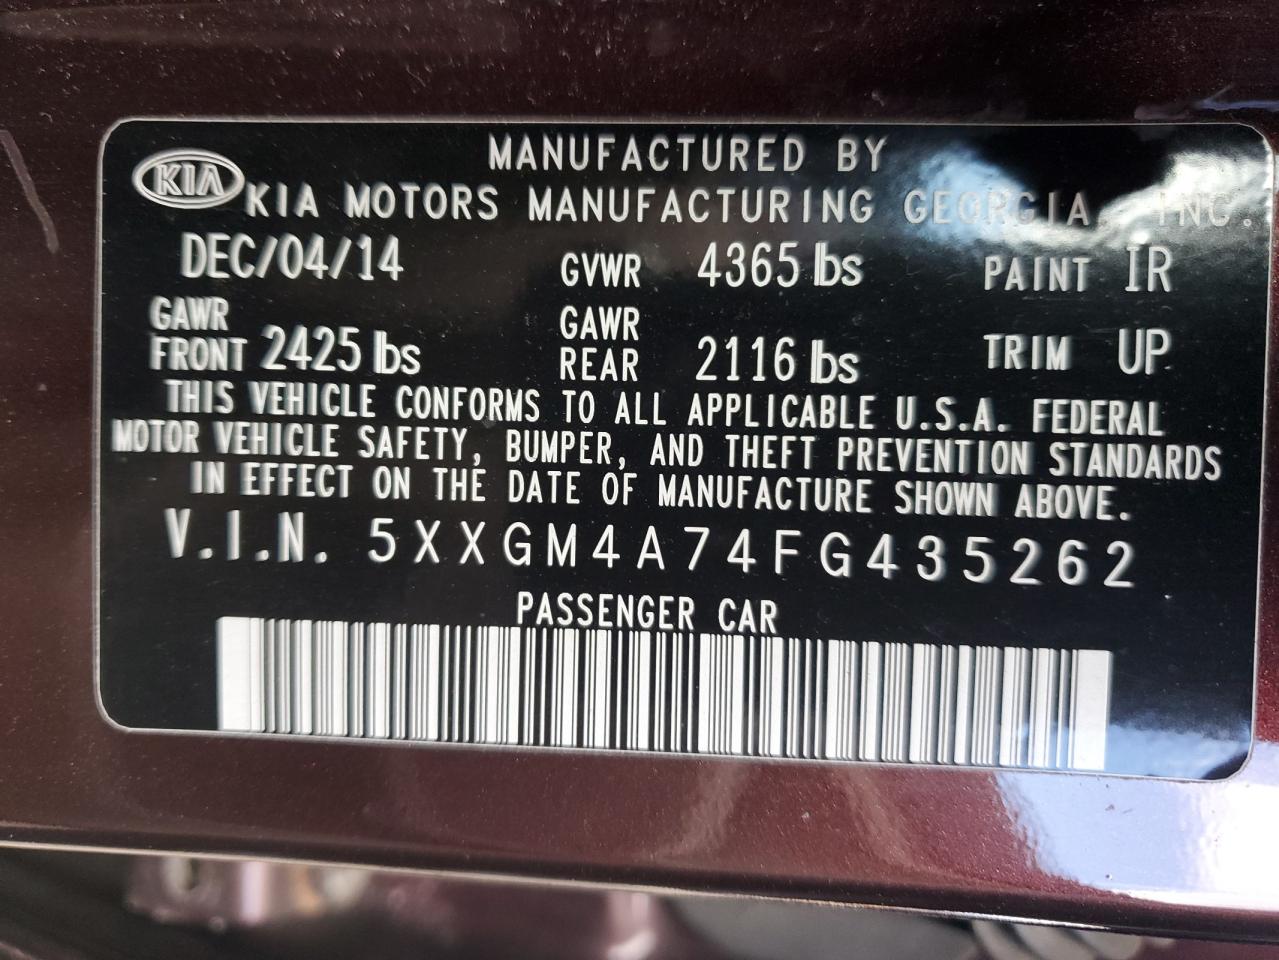 MANUFACTURED BY
KIA KIA MOTORS MANUFACTURING GEORGIA, INC.
DEC/04/14 GVWR 4365 lbs PAINT IR
GAWR FRONT 2425 lbs GAWR REAR 2116 lbs TRIM UP
THIS VEHICLE CONFORMS TO ALL APPLICABLE U.S.A. FEDERAL
MOTOR VEHICLE SAFETY, BUMPER, AND THEFT PREVENTION STANDARDS
IN EFFECT ON THE DATE OF MANUFACTURE SHOWN ABOVE.
V.I.N. 5XXGM4A74FG435262
PASSENGER CAR